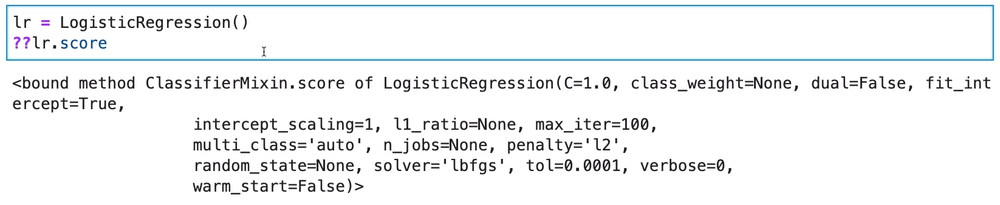 lr = LogisticRegression()
??lr.score
<bound method ClassifierMixin.score of LogisticRegression(C=1.0, class_weight=None, dual=False, fit_int
ercept=True,
intercept_scaling=1, l1_ratio=None, max_iter=100,
multi_class='auto', n_jobs=None, penalty='l2',
random_state=None, solver='lbfgs', tol=0.0001, verbose=0,
warm_start=False)>